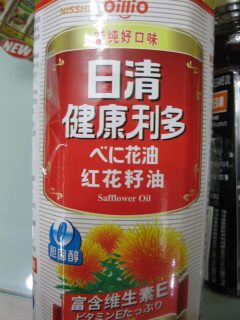 NISSHIN OilliO
清純好口味
日清
健康利多
べに花油
红花籽油
Safflower Oil
胆固醇
富含维生素E
ビタミンEたっぷり
NEW